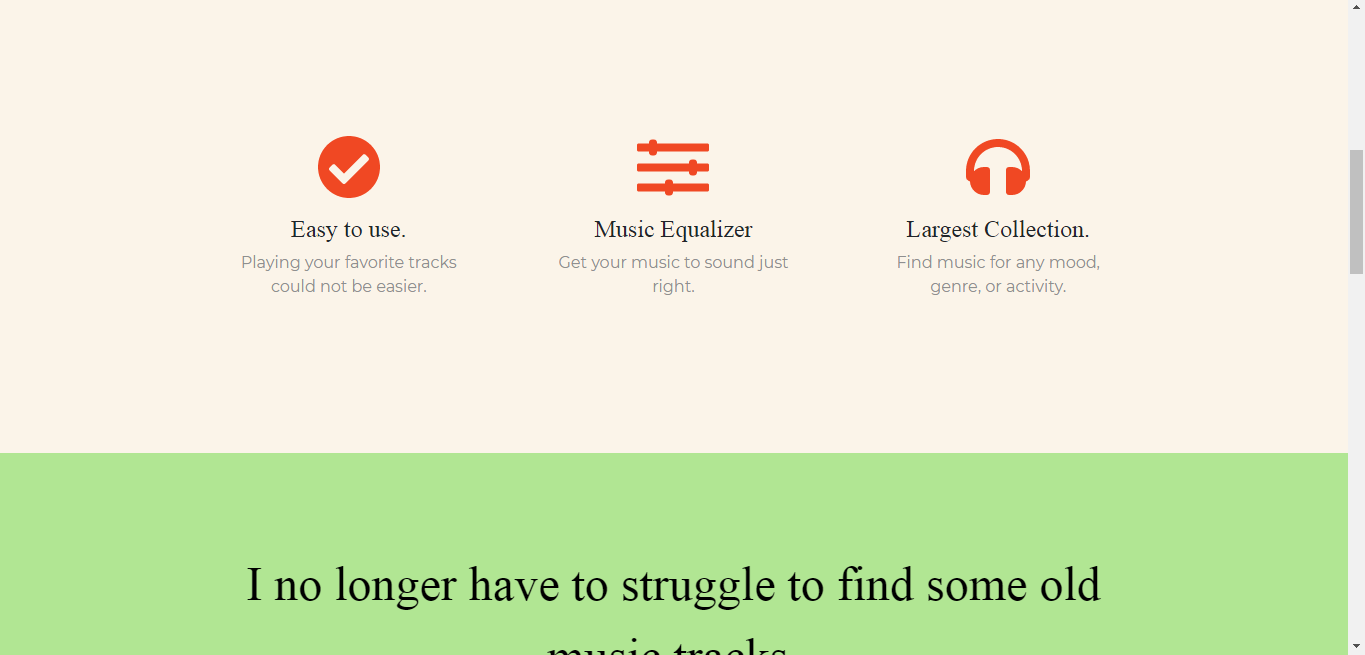 Easy to use.
Playing your favorite tracks
could not be easier.
Music Equalizer
Get your music to sound just
right.
Largest Collection.
Find music for any mood,
genre, or activity.
I no longer have to struggle to find some old
music tracks